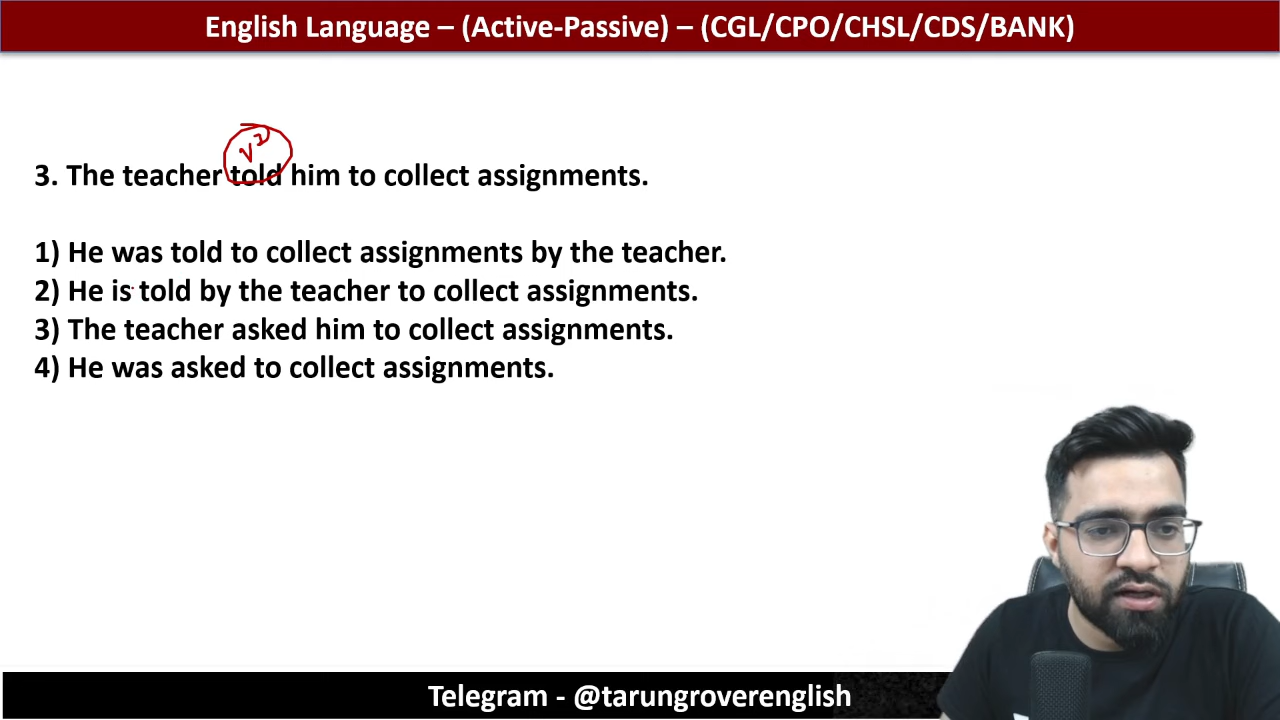 English Language – (Active-Passive) – (CGL/CPO/CHSL/CDS/BANK)
V²
3. The teacher told him to collect assignments.
1) He was told to collect assignments by the teacher.
2) He is told by the teacher to collect assignments.
3) The teacher asked him to collect assignments.
4) He was asked to collect assignments.
Telegram - @tarungroverenglish